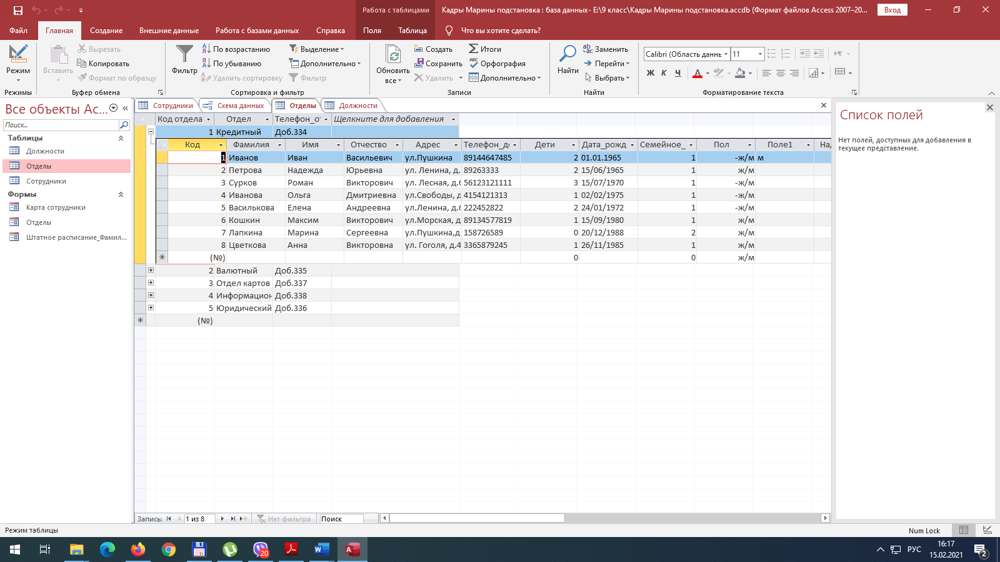 Работа с таблицами
Кадры Марины подстановка : база данных- E:\9 класс\Кадры Марины подстановка.accdb (Формат файлов Access 2007–20...
Вход
Файл Главная Создание Внешние данные Работа с базами данных Справка Поля Таблица Что вы хотите сделать?
Режим
Режимы
Вставить
Вырезать
Копировать
Формат по образцу
Буфер обмена
Фильтр
По возрастанию
По убыванию
Удалить сортировку
Выделение
Дополнительно
Фильтр
Сортировка и фильтр
Обновить
все
Создать
Сохранить
Удалить
Итоги
Орфография
Дополнительно
Записи
Найти
Заменить
Перейти
Выбрать
Найти
Calibri (Область данн 11
Ж К Ч
Форматирование текста
Все объекты Ac...
Поиск...
Таблицы
Должности
Отделы
Сотрудники
Формы
Карта сотрудники
Отделы
Штатное расписание_Фамил...
Сотрудники Схема данных Отделы Должности
Код отдела Отдел Телефон_о Щелкните для добавления
1 Кредитный Доб.334
Код Фамилия Имя Отчество Адрес Телефон_д Дети Дата_рожд Семейное_ Пол Поле1 На
1 Иванов Иван Васильевич ул.Пушкина 89144647485 2 01.01.1965 1 -ж/м м
2 Петрова Надежда Юрьевна ул. Ленина, д. 89263333 2 15/06/1965 1 ж/м
3 Сурков Роман Викторович ул. Лесная, д.6 56123121111 3 15/07/1970 1 -ж/м
4 Иванова Ольга Дмитриевна ул.Свободы, д 4154121313 1 02/02/1975 1 -ж/м
5 Василькова Елена Андреевна ул.Ленина, д.6 222452822 2 24/01/1972 1 -ж/м
6 Кошкин Максим Викторович ул.Морская, д 89134577819 1 15/09/1980 1 ж/м
7 Лапкина Марина Сергеевна ул.Пушкина,д 158726589 0 20/12/1988 2 ж/м
8 Цветкова Анна Викторовна ул. Гоголя, д.4 3365879245 1 26/11/1985 1 ж/м
(№) 0 0 ж/м
2 Валютный Доб.335
3 Отдел картов Доб.337
4 Информацион Доб.338
5 Юридический Доб.336
(№)
Список полей
Нет полей, доступных для добавления в
текущее представление.
Запись: 1 из 8 Нет фильтра Поиск
Режим таблицы
Num Lock
20
РУС
16:17
15.02.2021
2